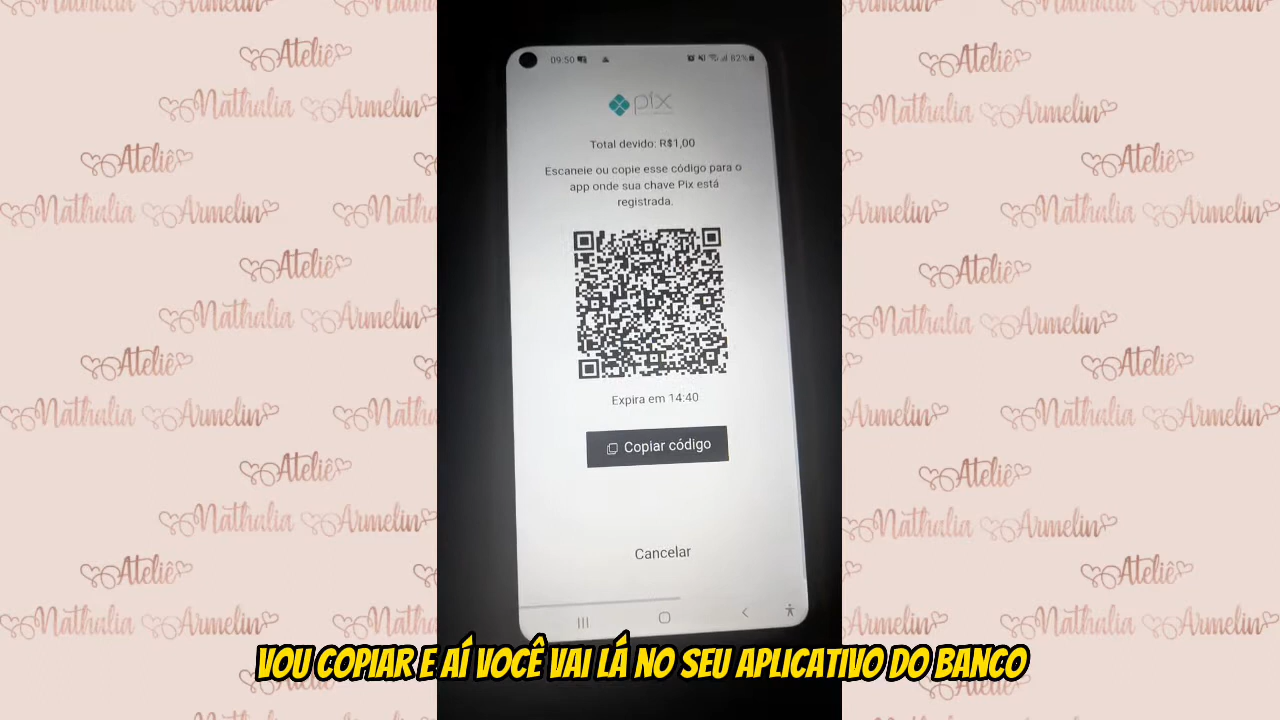 09:50
82%
pix
Total devido: R$1,00
Escaneie ou copie esse código para o
app onde sua chave Pix está
registrada.
Expira em 14:40
Copiar código
Cancelar
VOU COPIAR E AÍ VOCÊ VAI LÁ NO SEU APLICATIVO DO BANCO
Ateliê
Nathalia Armelin